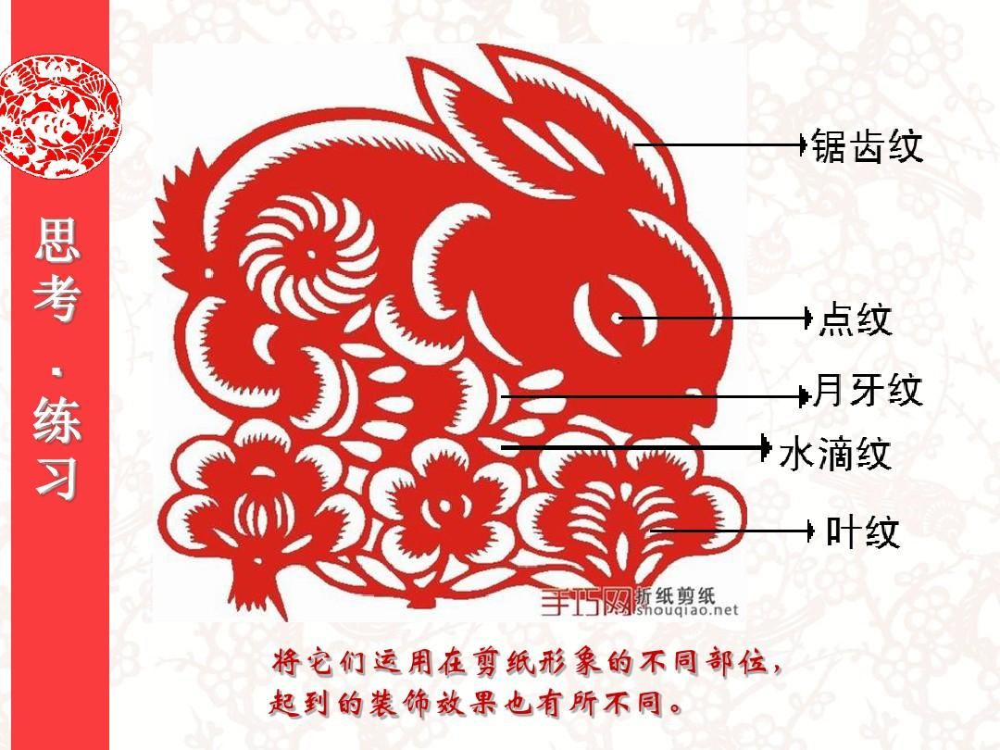 思考·练习
锯齿纹
点纹
月牙纹
水滴纹
叶纹
手巧网折纸剪纸
shouqiao.net
将它们运用在剪纸形象的不同部位，
起到的装饰效果也有所不同。